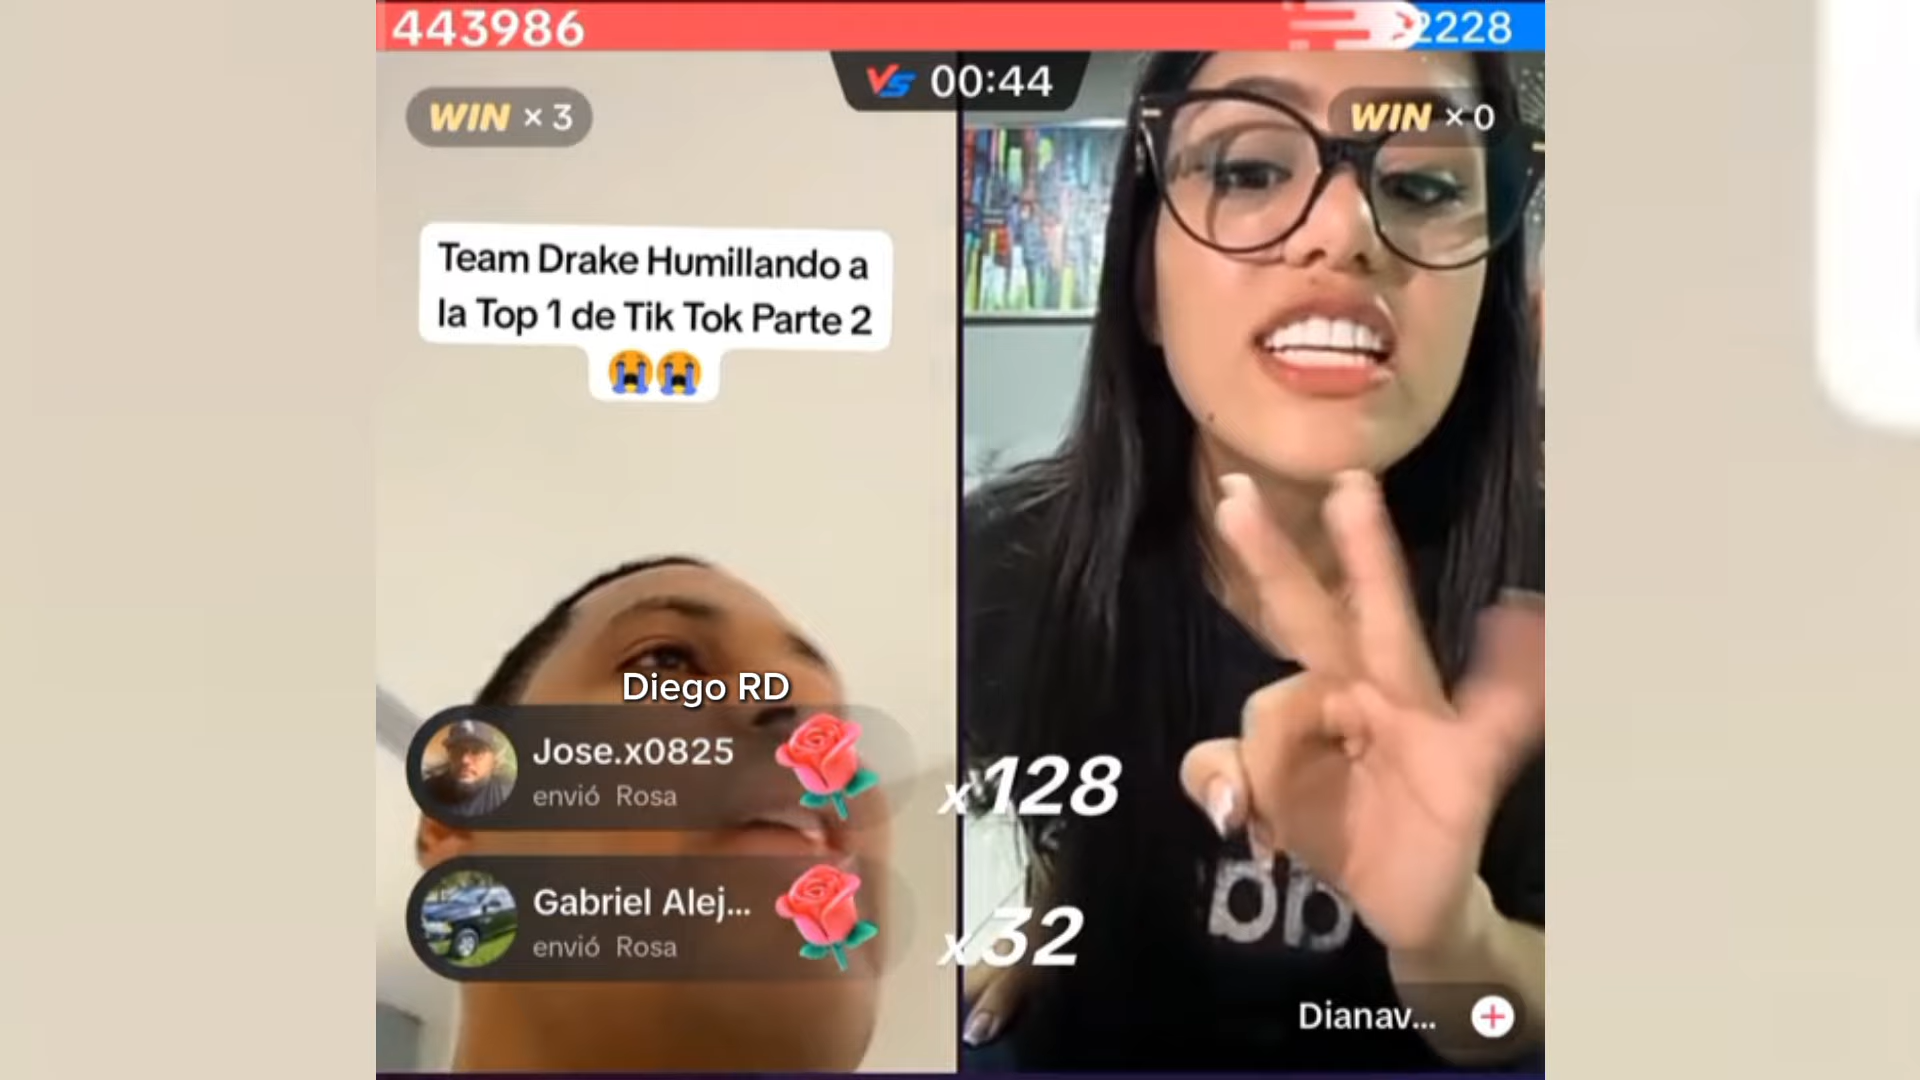 443986
2228
VS 00:44
WIN × 3
WIN × 0
Team Drake Humillando a
la Top 1 de Tik Tok Parte 2
😭😭
Diego RD
Jose.x0825
envió Rosa
x128
Gabriel Alej...
envió Rosa
x32
Dianav...